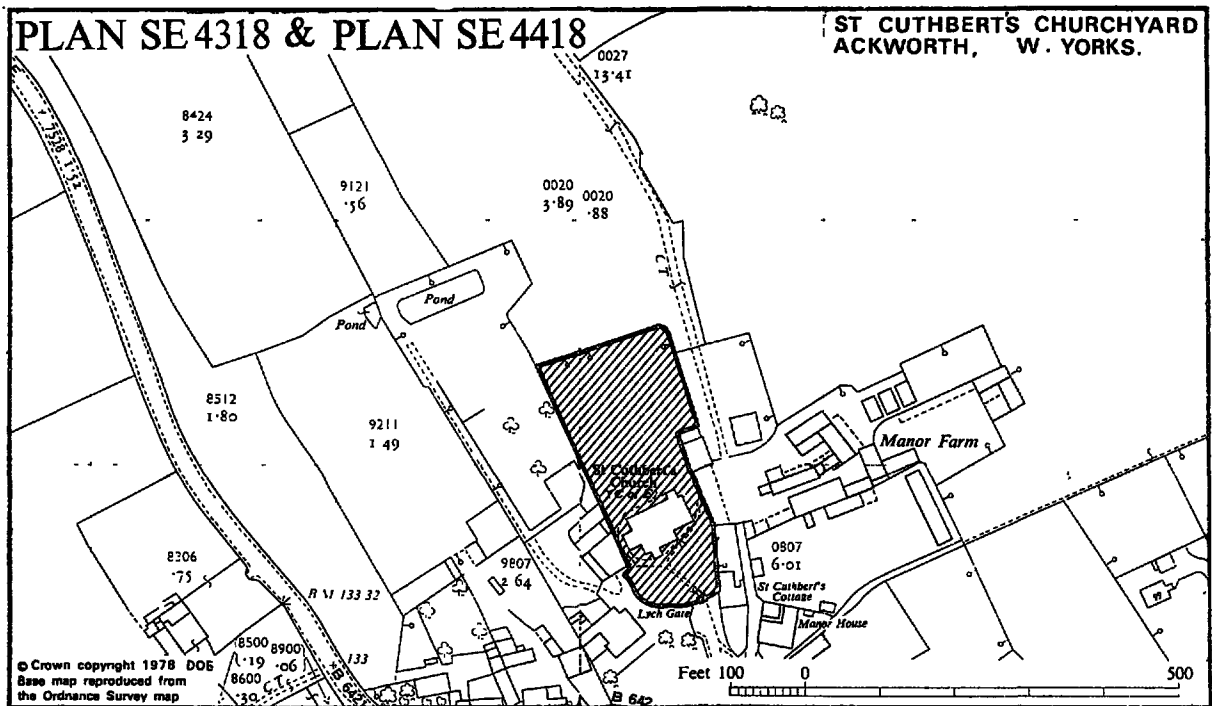 PLAN SE 4318 & PLAN SE 4418
ST CUTHBERT'S CHURCHYARD
ACKWORTH, W. YORKS.
0027
13·41
8424
3 29
7528 1·52
9121
·56
0020
3·89
0020
·88
C T
Pond
Pond
8512
1·80
9211
1 49
Manor Farm
St Cuthbert's
Church
8306
·75
9807
2 64
0807
6·01
B M 133 32
St Cuthbert's
Cottage
Lych Gate
Manor House
133
8500
·19
8900
·06
8600
·30
C T
B 642
B 642
© Crown copyright 1978 DOE
Base map reproduced from
the Ordnance Survey map
Feet 100 0 500